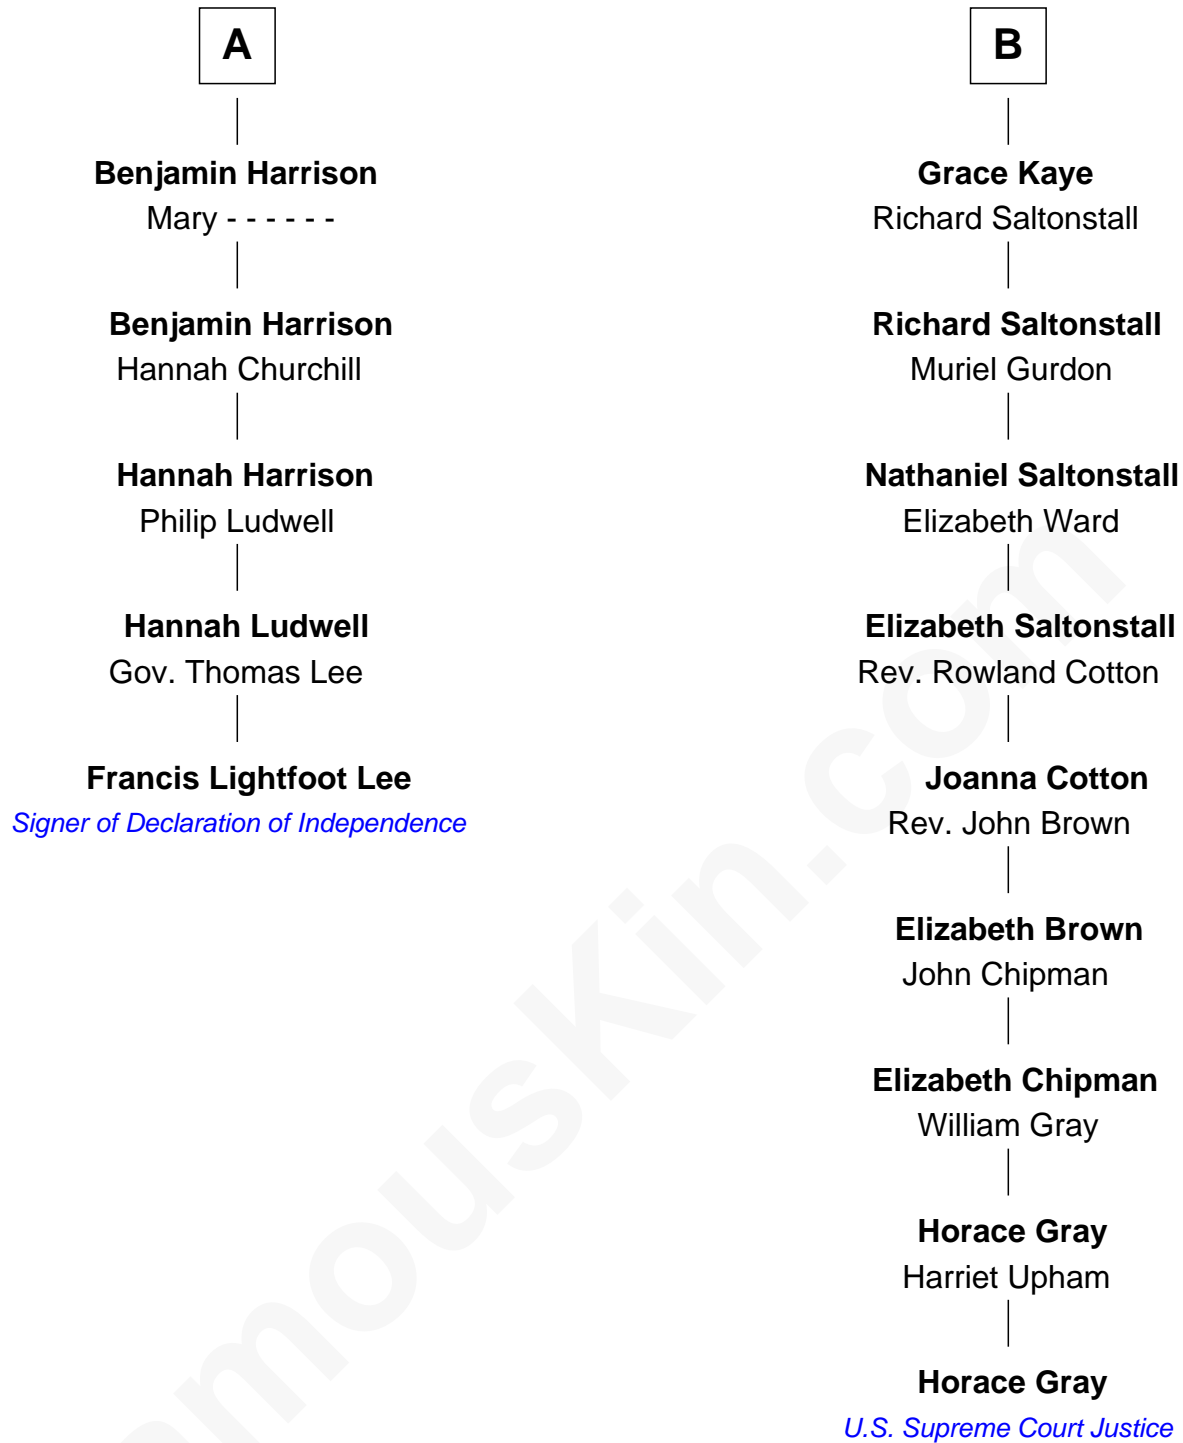 A
Benjamin Harrison
Mary - - - - - -
Benjamin Harrison
Hannah Churchill
Hannah Harrison
Philip Ludwell
Hannah Ludwell
Gov. Thomas Lee
Francis Lightfoot Lee
Signer of Declaration of Independence
B
Grace Kaye
Richard Saltonstall
Richard Saltonstall
Muriel Gurdon
Nathaniel Saltonstall
Elizabeth Ward
Elizabeth Saltonstall
Rev. Rowland Cotton
Joanna Cotton
Rev. John Brown
Elizabeth Brown
John Chipman
Elizabeth Chipman
William Gray
Horace Gray
Harriet Upham
Horace Gray
U.S. Supreme Court Justice
amousKin.com